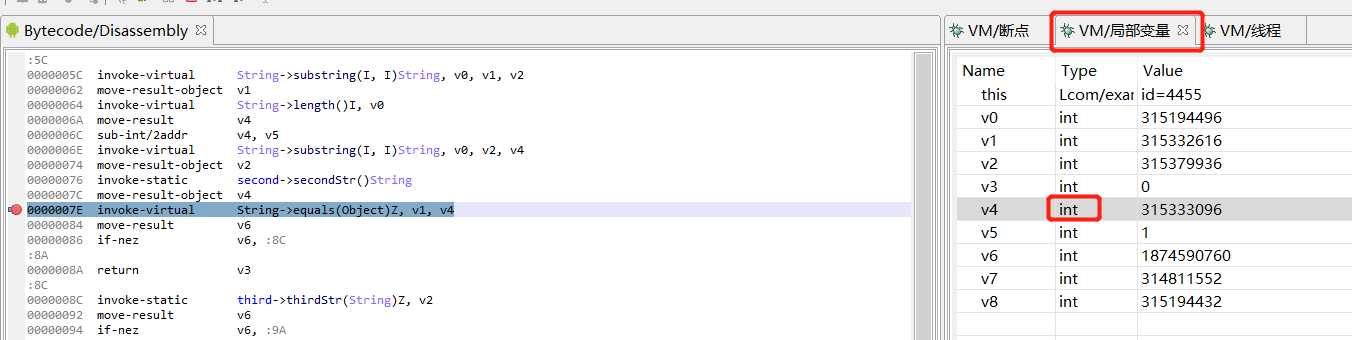 Bytecode/Disassembly
:5C
0000005C invoke-virtual String->substring(I, I)String, v0, v1, v2
00000062 move-result-object v1
00000064 invoke-virtual String->length()I, v0
0000006A move-result v4
0000006C sub-int/2addr v4, v5
0000006E invoke-virtual String->substring(I, I)String, v0, v2, v4
00000074 move-result-object v2
00000076 invoke-static second->secondStr()String
0000007C move-result-object v4
0000007E invoke-virtual String->equals(Object)Z, v1, v4
00000084 move-result v6
00000086 if-nez v6, :8C
:8A
0000008A return v3
:8C
0000008C invoke-static third->thirdStr(String)Z, v2
00000092 move-result v6
00000094 if-nez v6, :9A
VM/断点 VM/局部变量 VM/线程
Name Type Value
this Lcom/exar id=4455
v0 int 315194496
v1 int 315332616
v2 int 315379936
v3 int 0
v4 int 315333096
v5 int 1
v6 int 1874590760
v7 int 314811552
v8 int 315194432